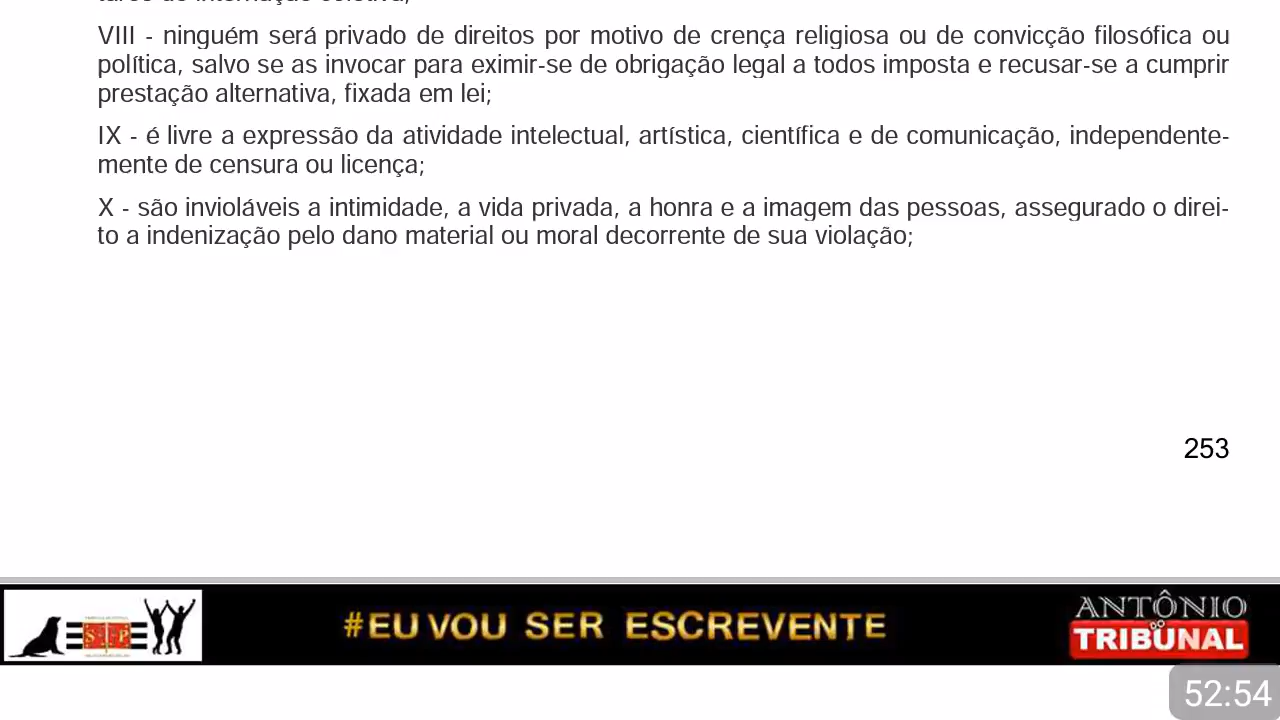 VIII - ninguém será privado de direitos por motivo de crença religiosa ou de convicção filosófica ou
política, salvo se as invocar para eximir-se de obrigação legal a todos imposta e recusar-se a cumprir
prestação alternativa, fixada em lei;
IX - é livre a expressão da atividade intelectual, artística, científica e de comunicação, independente-
mente de censura ou licença;
X - são invioláveis a intimidade, a vida privada, a honra e a imagem das pessoas, assegurado o direi-
to a indenização pelo dano material ou moral decorrente de sua violação;
253
#EU VOU SER ESCREVENTE
ANTÔNIO
DO
TRIBUNAL
52:54